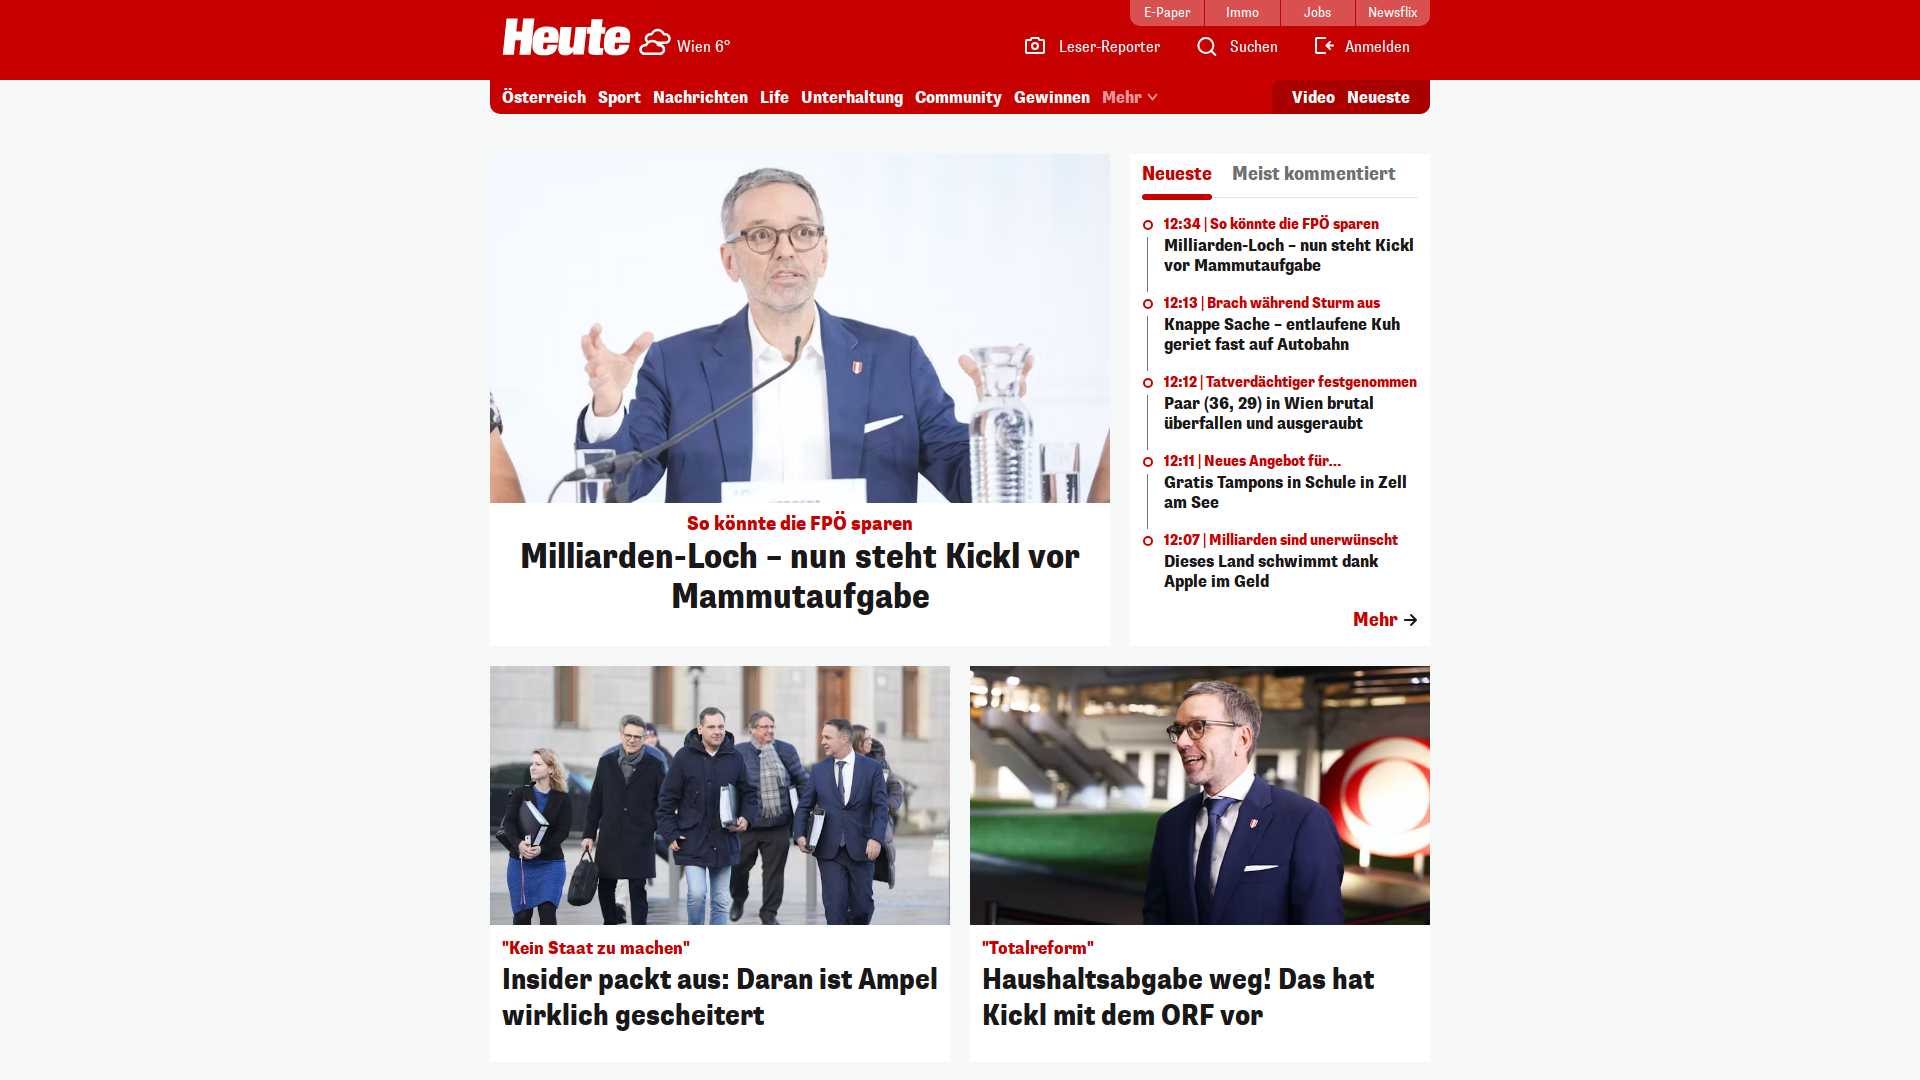 E-Paper
Immo
Jobs
Newsflix
Heute
Wien 6°
Leser-Reporter
Suchen
Anmelden
Österreich
Sport
Nachrichten
Life
Unterhaltung
Community
Gewinnen
Mehr
Video
Neueste
So könnte die FPÖ sparen
Milliarden-Loch – nun steht Kickl vor
Mammutaufgabe
Neueste
Meist kommentiert
12:34 | So könnte die FPÖ sparen
Milliarden-Loch – nun steht Kickl
vor Mammutaufgabe
12:13 | Brach während Sturm aus
Knappe Sache – entlaufene Kuh
geriet fast auf Autobahn
12:12 | Tatverdächtiger festgenommen
Paar (36, 29) in Wien brutal
überfallen und ausgeraubt
12:11 | Neues Angebot für...
Gratis Tampons in Schule in Zell
am See
12:07 | Milliarden sind unerwünscht
Dieses Land schwimmt dank
Apple im Geld
Mehr
"Kein Staat zu machen"
Insider packt aus: Daran ist Ampel
wirklich gescheitert
"Totalreform"
Haushaltsabgabe weg! Das hat
Kickl mit dem ORF vor